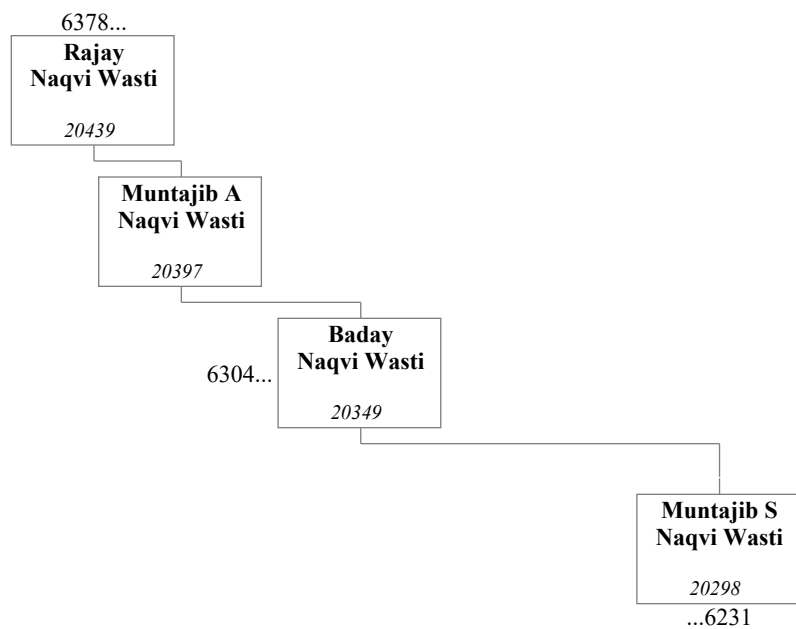 6378...
Rajay
Naqvi Wasti
20439
Muntajib A
Naqvi Wasti
20397
Baday
Naqvi Wasti
6304...
20349
Muntajib S
Naqvi Wasti
20298
...6231